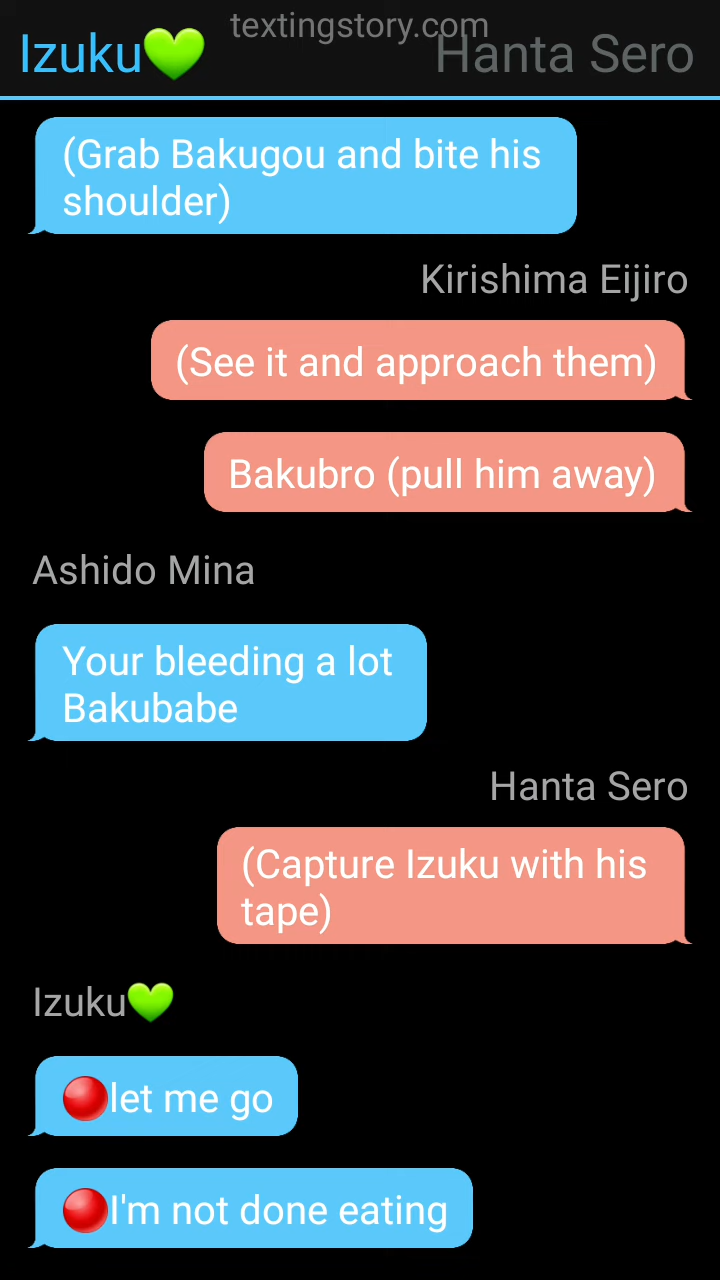 textingstory.com
Izuku💚
Hanta Sero
(Grab Bakugou and bite his
shoulder)
Kirishima Eijiro
(See it and approach them)
Bakubro (pull him away)
Ashido Mina
Your bleeding a lot
Bakubabe
Hanta Sero
(Capture Izuku with his
tape)
Izuku💚
🔴let me go
🔴I'm not done eating